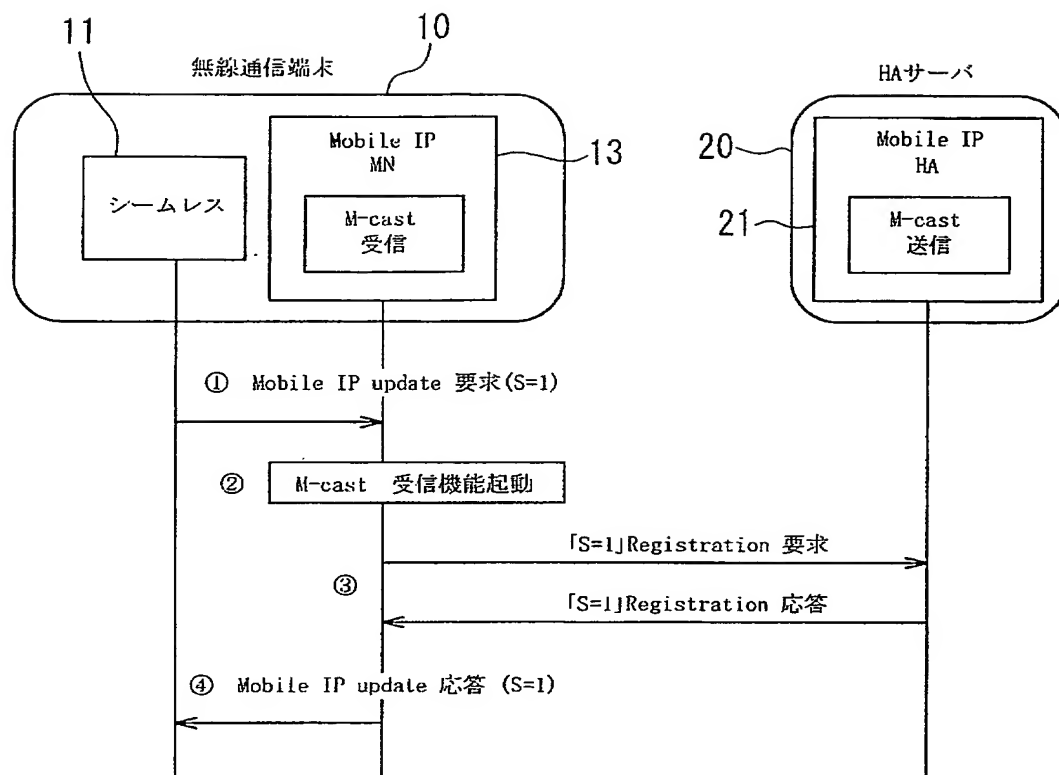 11
10
無線通信端末
HAサーバ
Mobile IP
MN
13
シームレス
M-cast
受信
20
21
Mobile IP
HA
M-cast
送信
① Mobile IP update 要求(S=1)
② M-cast 受信機能起動
「S=1」Registration 要求
③
「S=1」Registration 応答
④ Mobile IP update 応答 (S=1)